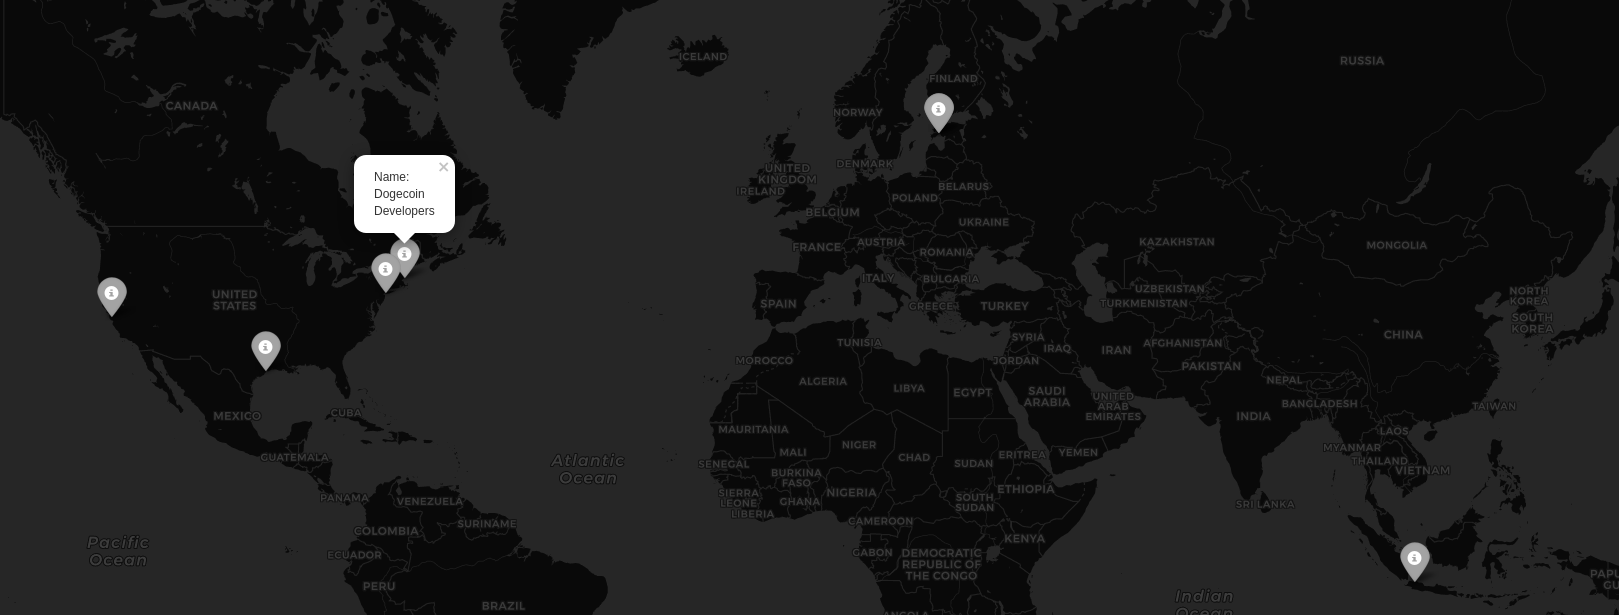 ICELAND
RUSSIA
FINLAND
CANADA
NORWAY
Name:
Dogecoin
Developers
×
UNITED
KINGDOM
DENMARK
IRELAND
BELARUS
POLAND
BELGIUM
UKRAINE
FRANCE
AUSTRIA
ROMANIA
KAZAKHSTAN
MONGOLIA
ITALY
BULGARIA
UNITED
STATES
SPAIN
GREECE
TURKEY
UZBEKISTAN
TURKMENISTAN
NORTH
KOREA
SOUTH
KOREA
CHINA
TUNISIA
SYRIA
IRAQ
IRAN
AFGHANISTAN
MOROCCO
JORDAN
PAKISTAN
ALGERIA
LIBYA
EGYPT
SAUDI
ARABIA
UNITED
ARAB
EMIRATES
NEPAL
BANGLADESH
TAIWAN
MEXICO
CUBA
INDIA
MAURITANIA
NIGER
MALI
CHAD
LAOS
MYANMAR
GUATEMALA
Atlantic
Ocean
SENEGAL
BURKINA
FASO
SUDAN
ERITREA
YEMEN
THAILAND
VIETNAM
PANAMA
VENEZUELA
SIERRA
LEONE
LIBERIA
GHANA
NIGERIA
SOUTH
SUDAN
ETHIOPIA
SRI LANKA
COLOMBIA
SURINAME
CAMEROON
KENYA
Pacific
Ocean
ECUADOR
GABON
DEMOCRATIC
REPUBLIC OF
THE CONGO
PERU
BRAZIL
ANGOLA
Indian
Ocean
PAPU
GU